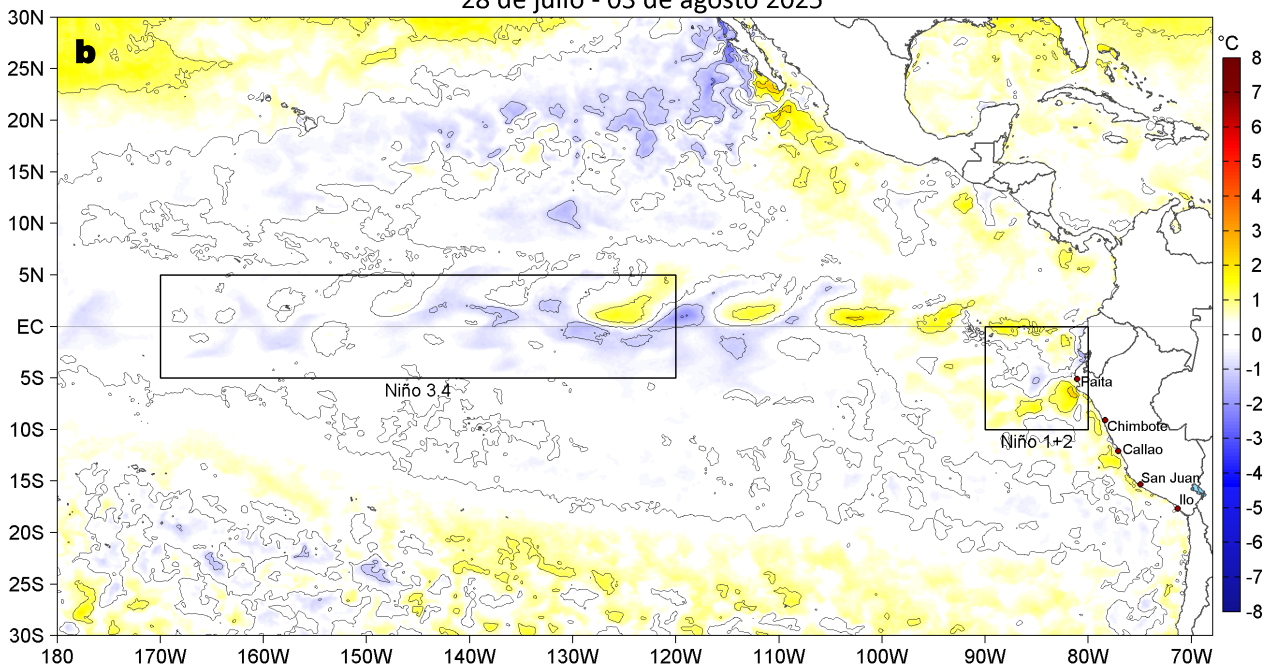 28 de julio - 03 de agosto 2025
b
°C
30N
25N
20N
15N
10N
5N
EC
5S
10S
15S
20S
25S
30S
8
7
6
5
4
3
2
1
0
-1
-2
-3
-4
-5
-6
-7
-8
Niño 3.4
Niño 1+2
Paita
Chimbote
Callao
San Juan
Ilo
180 170W 160W 150W 140W 130W 120W 110W 100W 90W 80W 70W